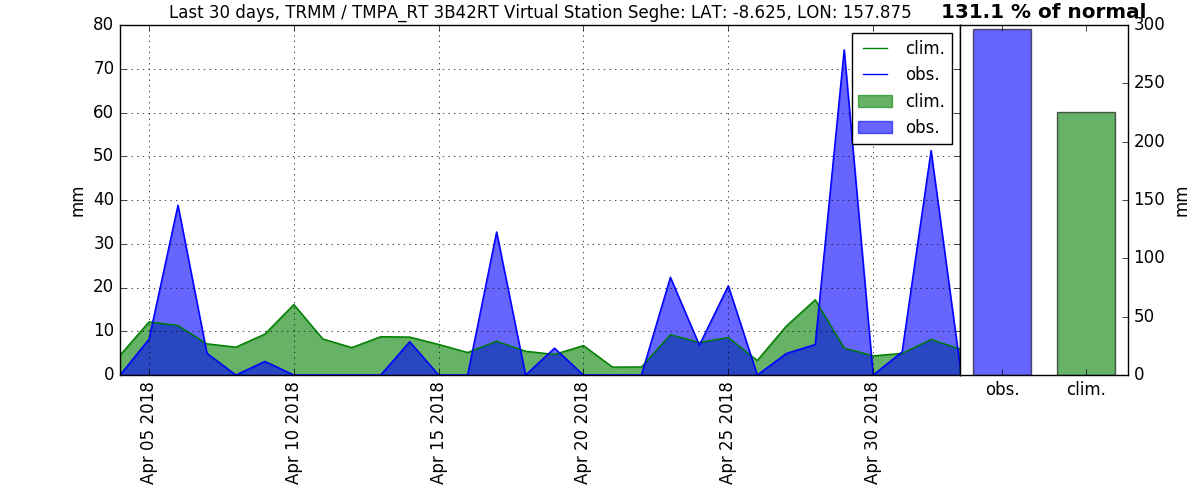 Last 30 days, TRMM / TMPA_RT 3B42RT Virtual Station Seghe: LAT: -8.625, LON: 157.875
131.1 % of normal
80
70
60
50
40
30
20
10
0
mm
clim.
obs.
clim.
obs.
300
250
200
150
100
50
0
mm
Apr 05 2018
Apr 10 2018
Apr 15 2018
Apr 20 2018
Apr 25 2018
Apr 30 2018
obs.
clim.